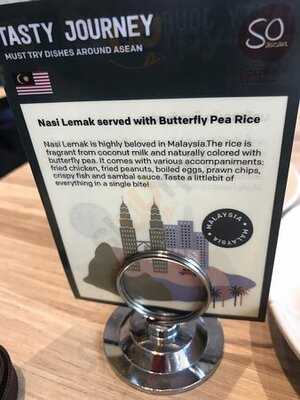 TASTY JOURNEY
MUST TRY DISHES AROUND ASEAN
SO
Nasi Lemak served with Butterfly Pea Rice
Nasi Lemak is highly beloved in Malaysia.The rice is
fragrant from coconut milk and naturally colored with
butterfly pea. It comes with various accompaniments:
fried chicken, fried peanuts, boiled eggs, prawn chips,
crispy fish and sambal sauce. Taste a littlebit of
everything in a single bite!
MALAYSIA
MALAYSIA